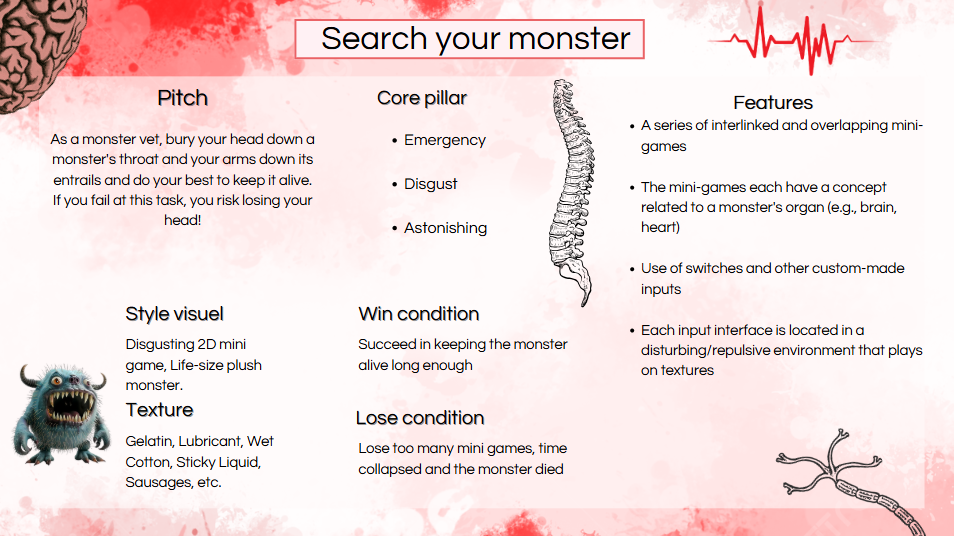 Search your monster
Pitch
As a monster vet, bury your head down a
monster's throat and your arms down its
entrails and do your best to keep it alive.
If you fail at this task, you risk losing your
head!
Core pillar
• Emergency
• Disgust
• Astonishing
Features
• A series of interlinked and overlapping mini-
games
• The mini-games each have a concept
related to a monster's organ (e.g., brain,
heart)
• Use of switches and other custom-made
inputs
• Each input interface is located in a
disturbing/repulsive environment that plays
on textures
Style visuel
Disgusting 2D mini
game, Life-size plush
monster.
Texture
Gelatin, Lubricant, Wet
Cotton, Sticky Liquid,
Sausages, etc.
Win condition
Succeed in keeping the monster
alive long enough
Lose condition
Lose too many mini games, time
collapsed and the monster died